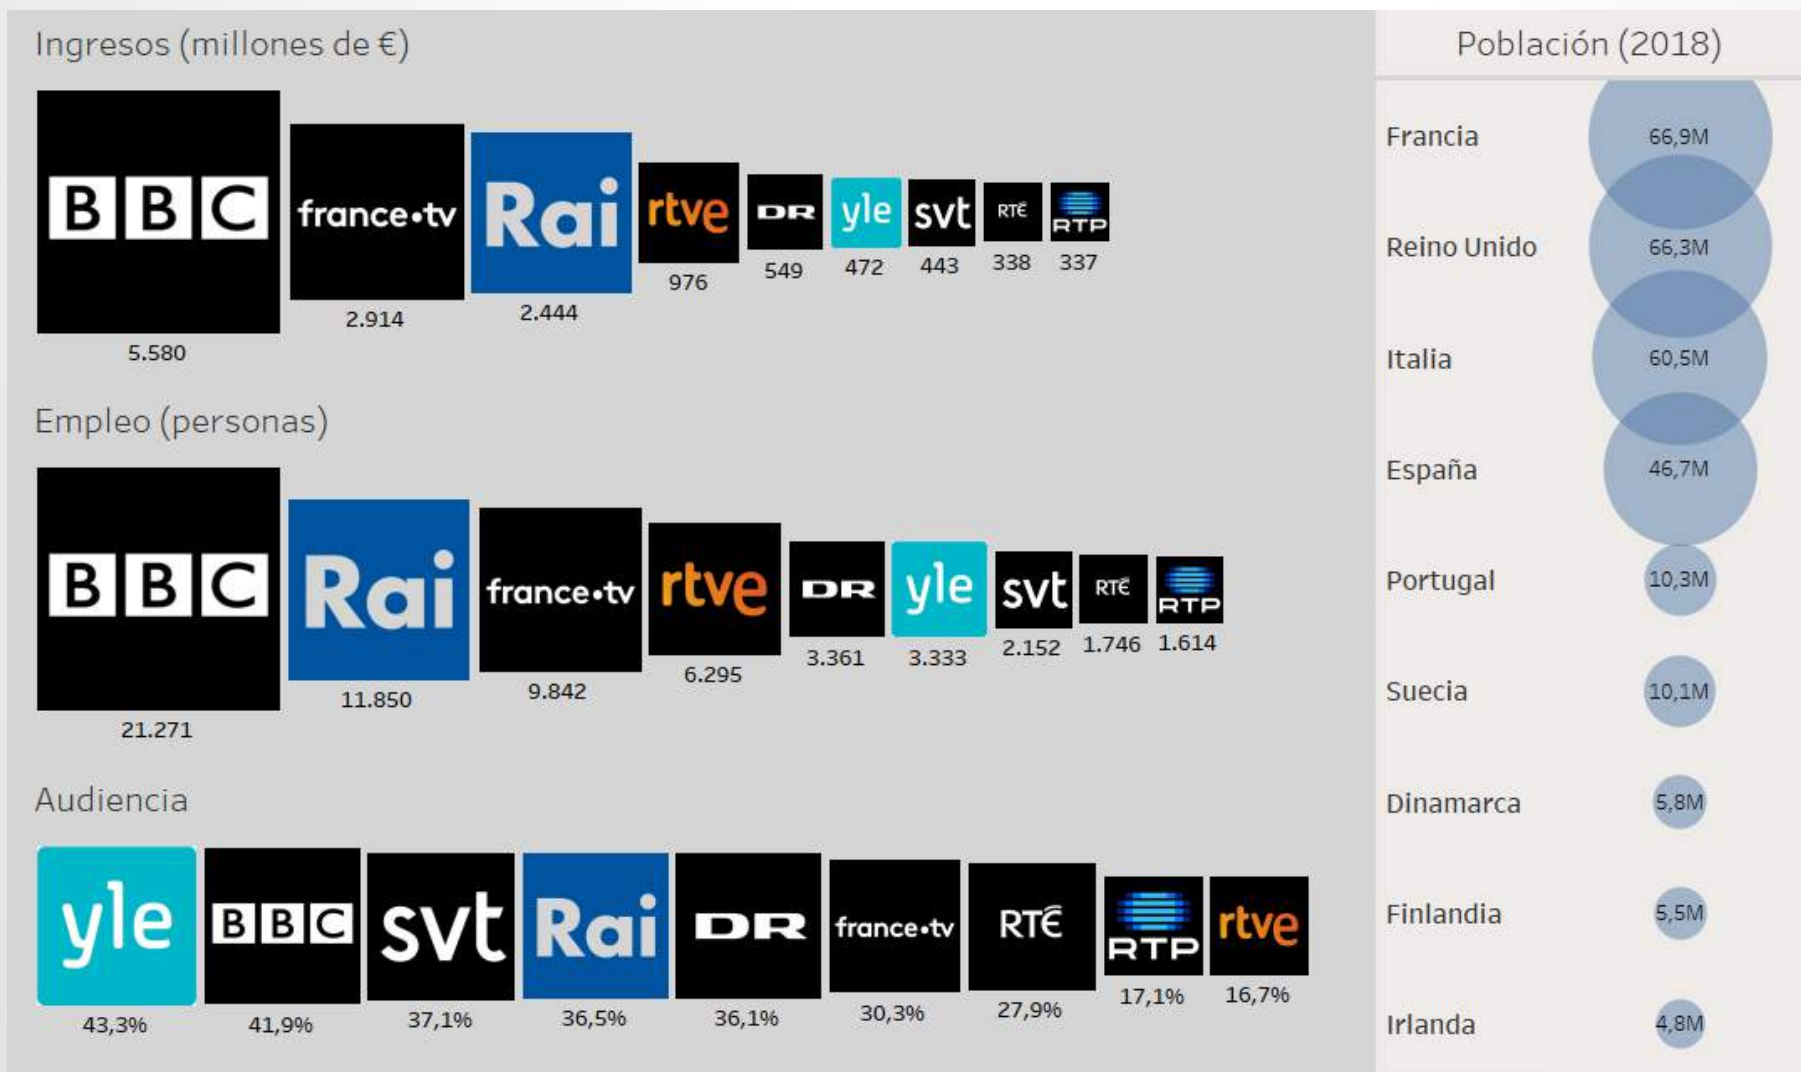 Ingresos (millones de €)
BBC france•tv Rai rtve DR yle svt RTÉ RTP
5.580 2.914 2.444 976 549 472 443 338 337
Empleo (personas)
BBC Rai france•tv rtve DR yle svt RTÉ RTP
21.271 11.850 9.842 6.295 3.361 3.333 2.152 1.746 1.614
Audiencia
yle BBC svt Rai DR france•tv RTÉ RTP rtve
43,3% 41,9% 37,1% 36,5% 36,1% 30,3% 27,9% 17,1% 16,7%
Población (2018)
Francia 66,9M
Reino Unido 66,3M
Italia 60,5M
España 46,7M
Portugal 10,3M
Suecia 10,1M
Dinamarca 5,8M
Finlandia 5,5M
Irlanda 4,8M